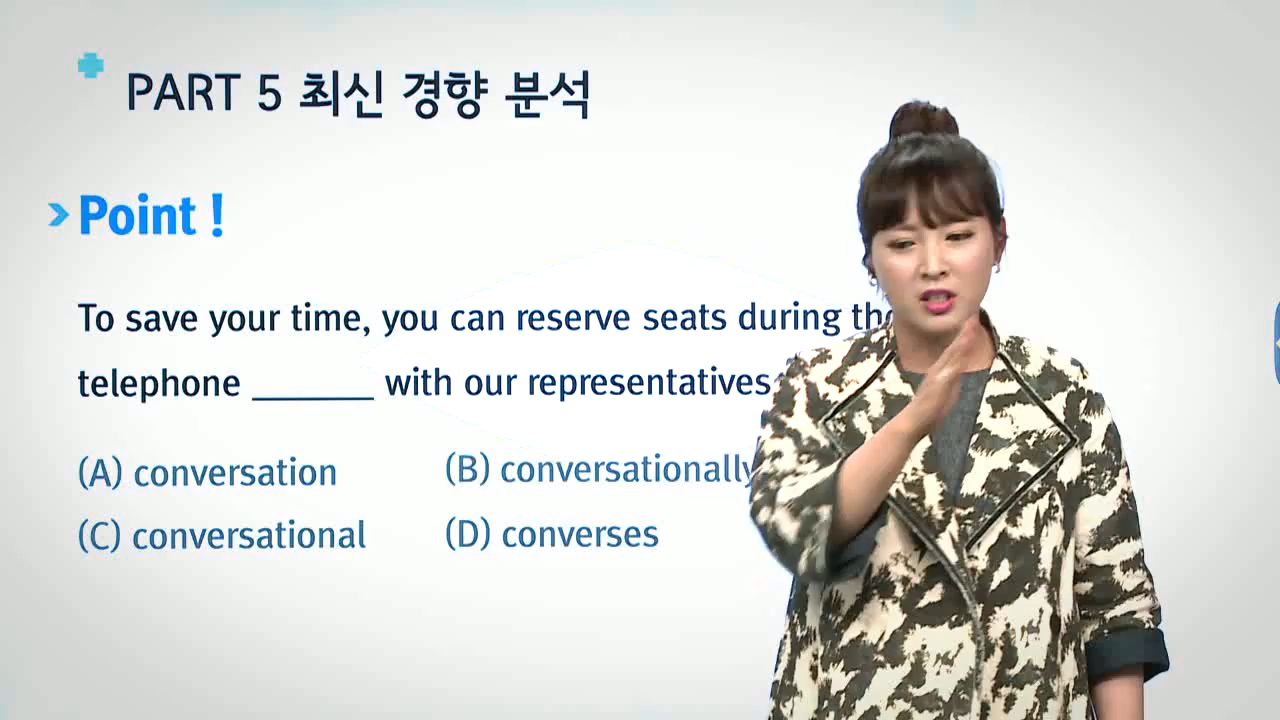 PART 5 최신 경향 분석
Point !
To save your time, you can reserve seats during the
telephone ______ with our representatives
(A) conversation
(B) conversationally
(C) conversational
(D) converses